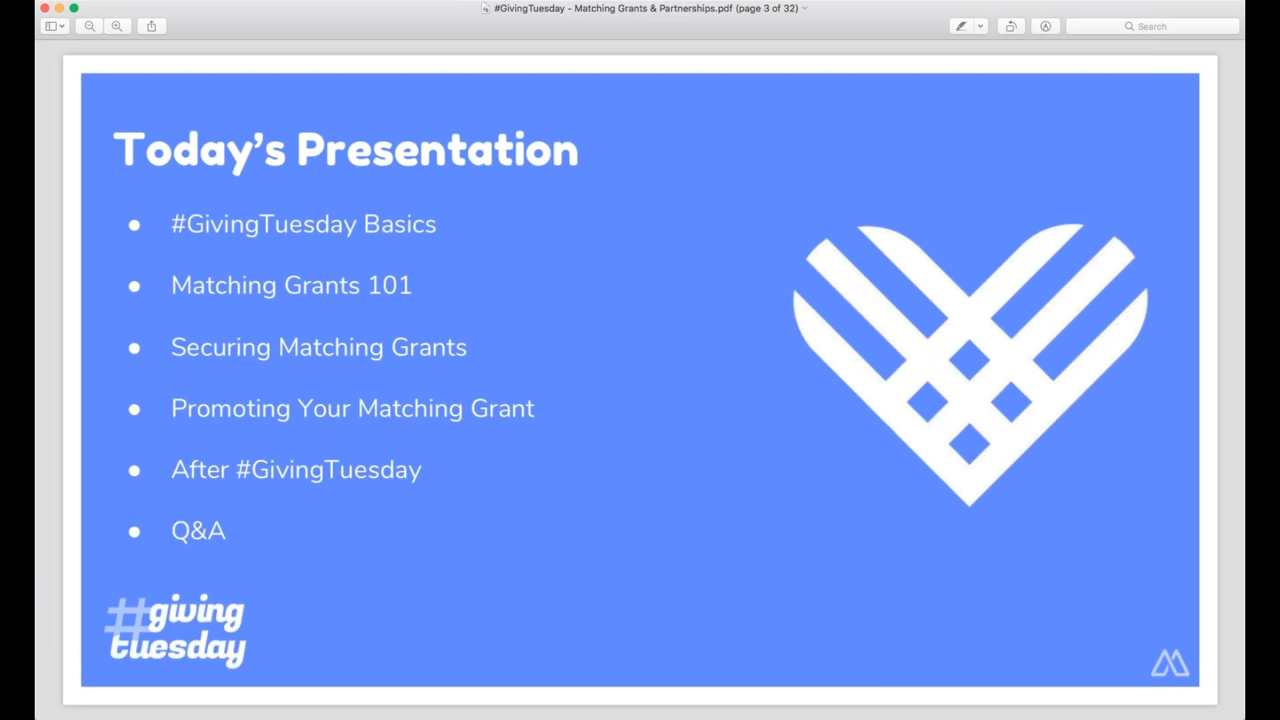 #GivingTuesday - Matching Grants & Partnerships.pdf (page 3 of 32)
Search
Today's Presentation
● #GivingTuesday Basics
● Matching Grants 101
● Securing Matching Grants
● Promoting Your Matching Grant
● After #GivingTuesday
● Q&A
#giving
tuesday